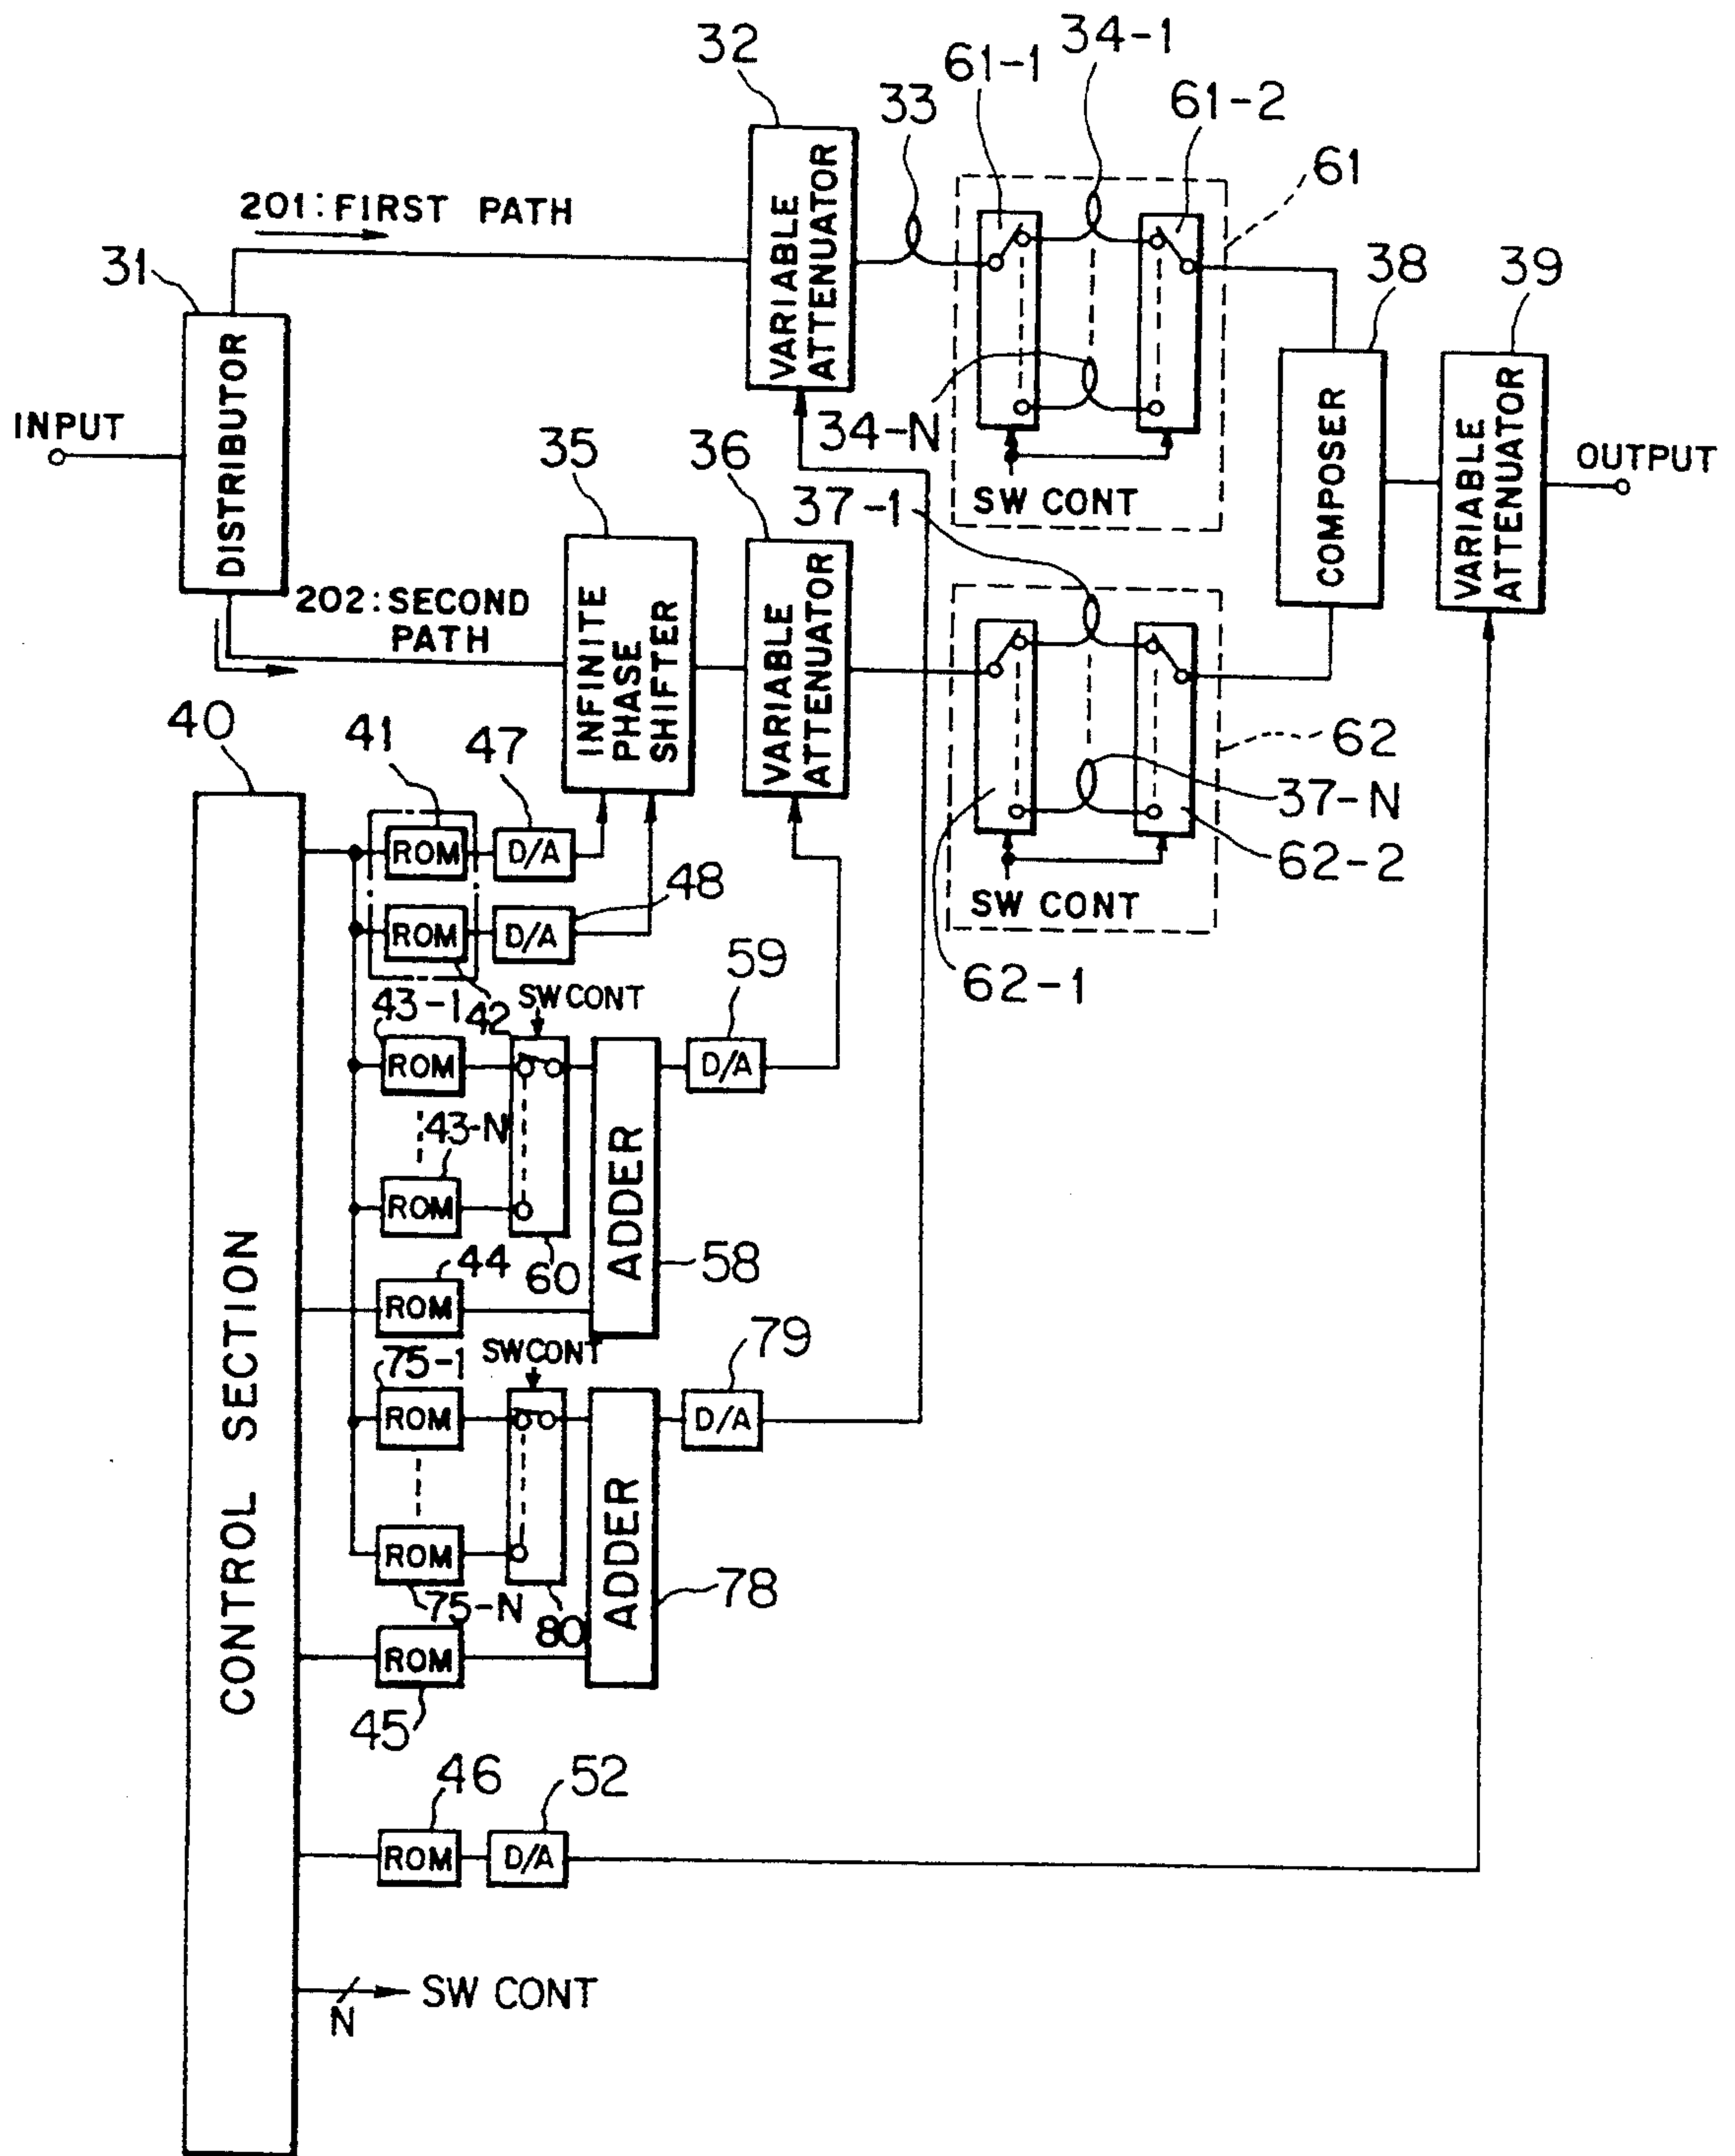 32
61-1
34-1
61-2
33
61
201:FIRST PATH
31
VARIABLE
ATTENUATOR
38
39
DISTRIBUTOR
INPUT
34-N
SW CONT
COMPOSER
VARIABLE
ATTENUATOR
OUTPUT
35
36
37-1
202:SECOND
PATH
INFINITE
PHASE
SHIFTER
VARIABLE
ATTENUATOR
62
37-N
62-2
SW CONT
62-1
40
CONTROL SECTION
41
47
ROM
D/A
48
ROM
D/A
42
SWCONT
59
43-1
ROM
D/A
43-N
ROM
ADDER
58
60
44
ROM
SWCONT
79
75-1
ROM
D/A
ROM
75-N
80
ADDER
78
ROM
45
46
52
ROM
D/A
SW CONT
N